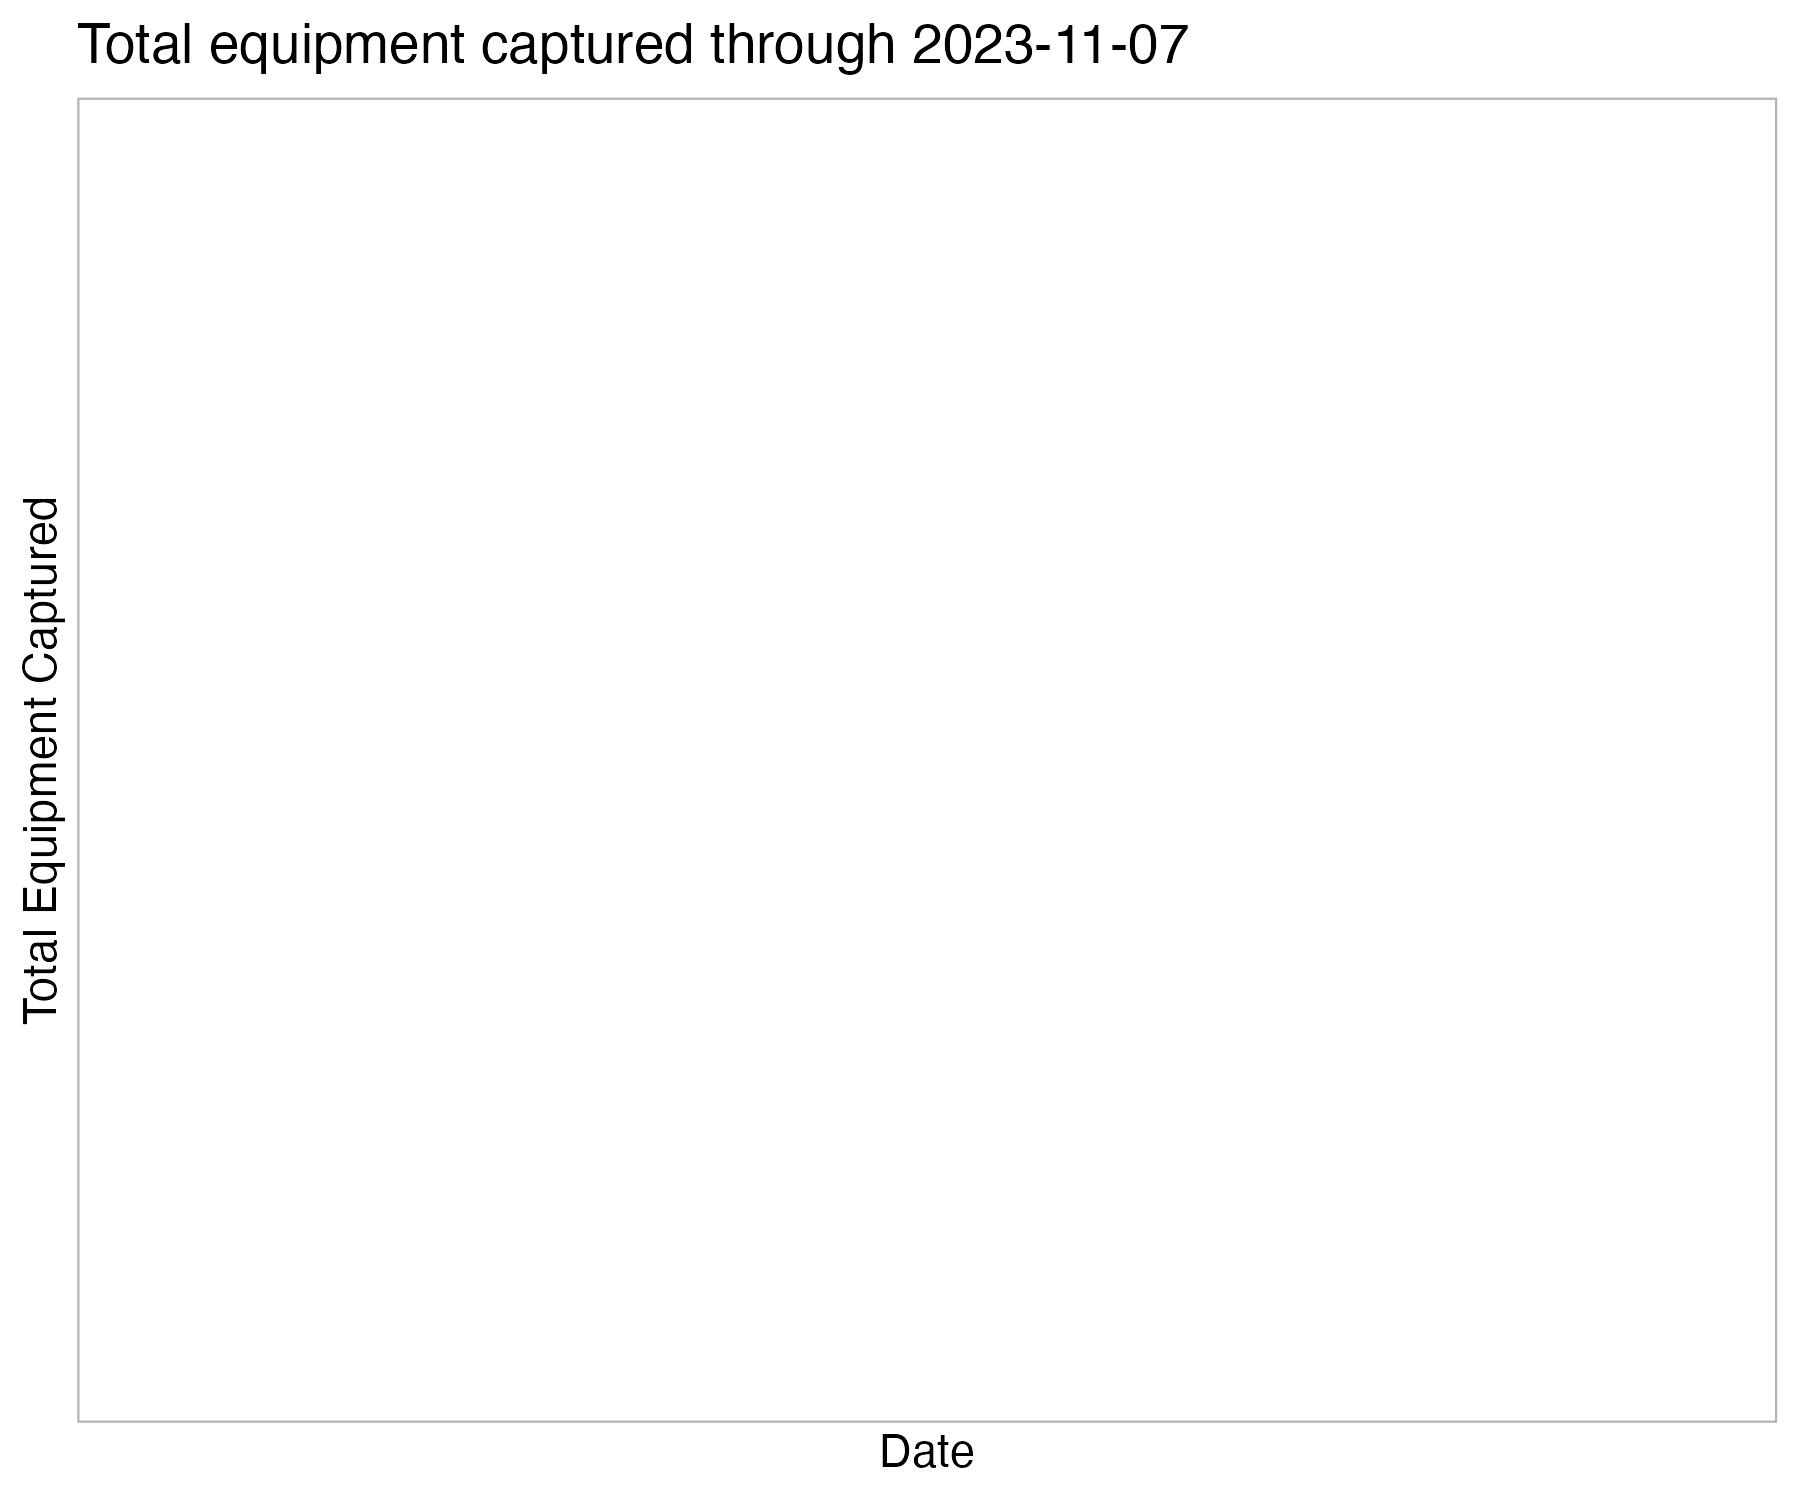 Total equipment captured through 2023-11-07
Total Equipment Captured
Date